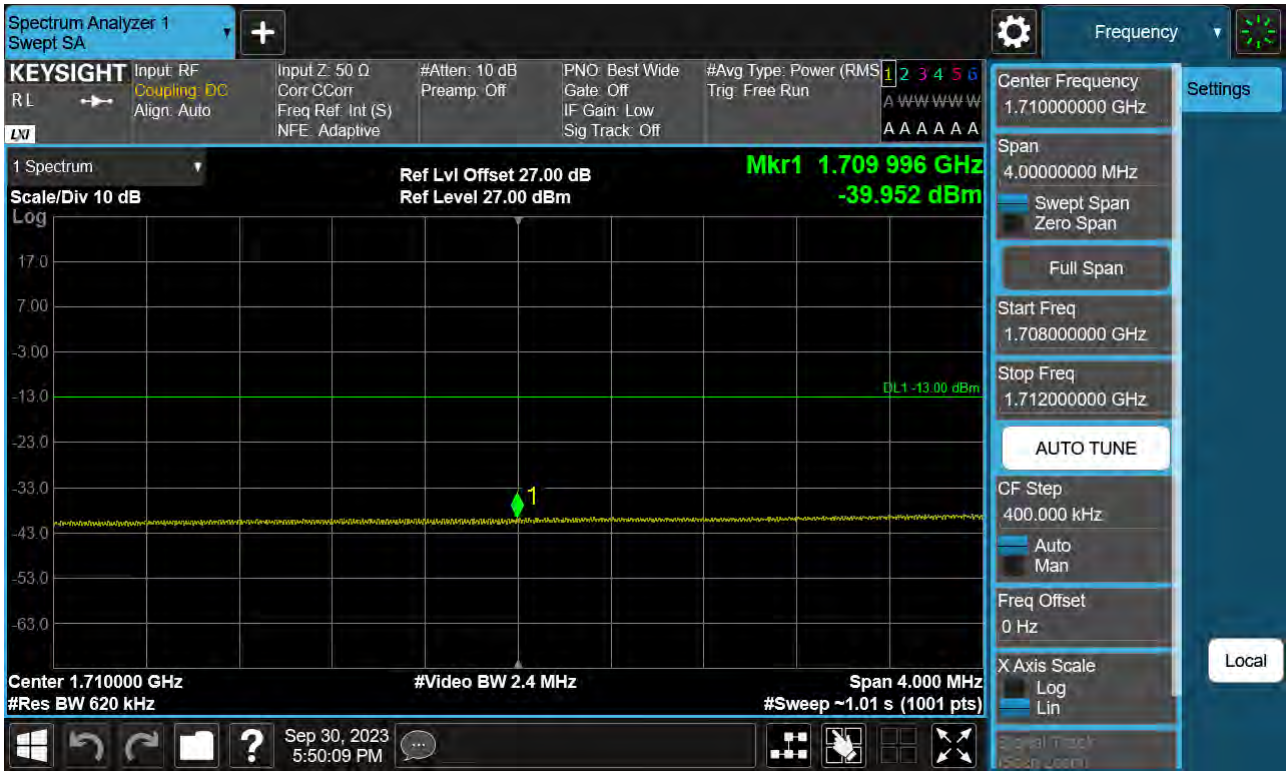 Spectrum Analyzer 1
Swept SA
+
Frequency
KEYSIGHT
RL
LXI
Input: RF
Coupling: DC
Align: Auto
Input Z: 50 Ω
Corr CCorr
Freq Ref: Int (S)
NFE: Adaptive
#Atten: 10 dB
Preamp: Off
PNO: Best Wide
Gate: Off
IF Gain: Low
Sig Track: Off
#Avg Type: Power (RMS
Trig: Free Run
1 2 3 4 5 6
A W W W W W
A A A A A A
1 Spectrum
Scale/Div 10 dB
Ref Lvl Offset 27.00 dB
Ref Level 27.00 dBm
Mkr1 1.709 996 GHz
-39.952 dBm
Log
17.0
7.00
-3.00
-13.0
-23.0
-33.0
-43.0
-53.0
-63.0
DL1 -13.00 dBm
1
Center 1.710000 GHz
#Res BW 620 kHz
#Video BW 2.4 MHz
Span 4.000 MHz
#Sweep ~1.01 s (1001 pts)
Center Frequency
1.710000000 GHz
Span
4.00000000 MHz
Swept Span
Zero Span
Full Span
Start Freq
1.708000000 GHz
Stop Freq
1.712000000 GHz
AUTO TUNE
CF Step
400.000 kHz
Auto
Man
Freq Offset
0 Hz
X Axis Scale
Log
Lin
Signal Track
(Span Zoom)
Settings
Local
?
Sep 30, 2023
5:50:09 PM